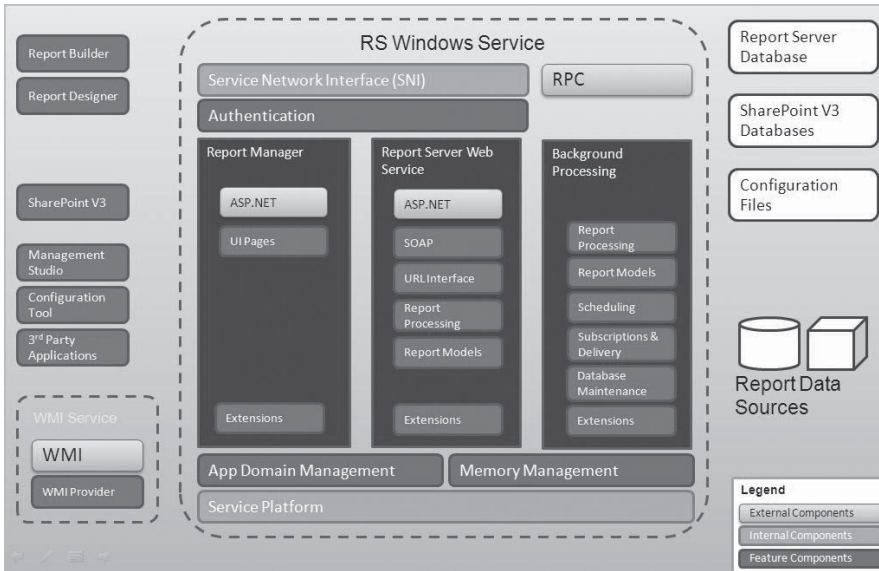 Report Builder
Report Designer
SharePoint V3
Management
Studio
Configuration
Tool
3rd Party
Applications
WMI Service
WMI
WMI Provider
RS Windows Service
Service Network Interface (SNI)
RPC
Authentication
Report Manager
ASP.NET
UI Pages
Extensions
Report Server Web
Service
ASP.NET
SOAP
URL Interface
Report
Processing
Report Models
Extensions
Background
Processing
Report
Processing
Report Models
Scheduling
Subscriptions &
Delivery
Database
Maintenance
Extensions
App Domain Management
Memory Management
Service Platform
Report Server
Database
SharePoint V3
Databases
Configuration
Files
Report Data
Sources
Legend
External Components
Internal Components
Feature Components